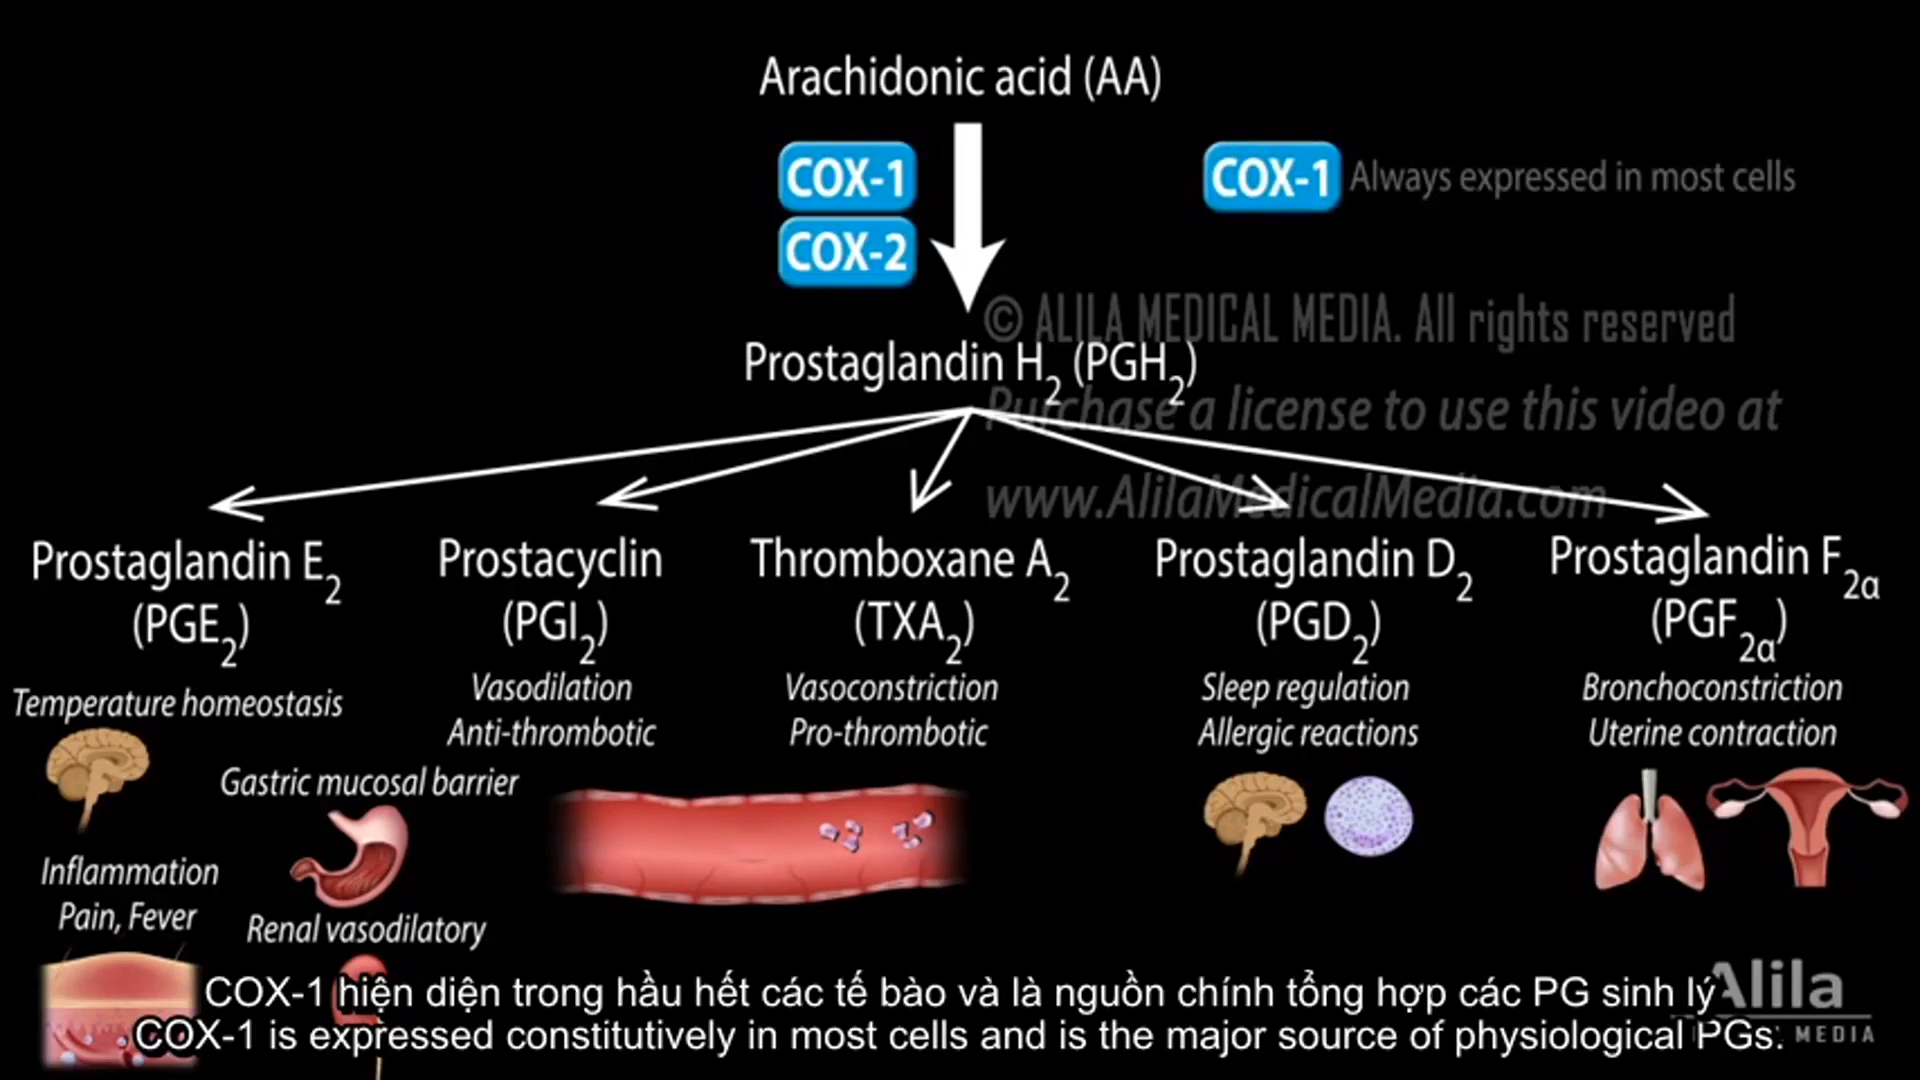 Arachidonic acid (AA)
COX-1
COX-2
COX-1 Always expressed in most cells
© ALILA MEDICAL MEDIA. All rights reserved
Prostaglandin H₂ (PGH₂)
Purchase a license to use this video at
www.AlilaMedicalMedia.com
Prostaglandin E₂
(PGE₂)
Prostacyclin
(PGI₂)
Thromboxane A₂
(TXA₂)
Prostaglandin D₂
(PGD₂)
Prostaglandin F₂α
(PGF₂α)
Temperature homeostasis
Vasodilation
Anti-thrombotic
Vasoconstriction
Pro-thrombotic
Sleep regulation
Allergic reactions
Bronchoconstriction
Uterine contraction
Gastric mucosal barrier
Inflammation
Pain, Fever
Renal vasodilatory
COX-1 hiện diện trong hầu hết các tế bào và là nguồn chính tổng hợp các PG sinh lý
COX-1 is expressed constitutively in most cells and is the major source of physiological PGs.
Alila
MEDIA